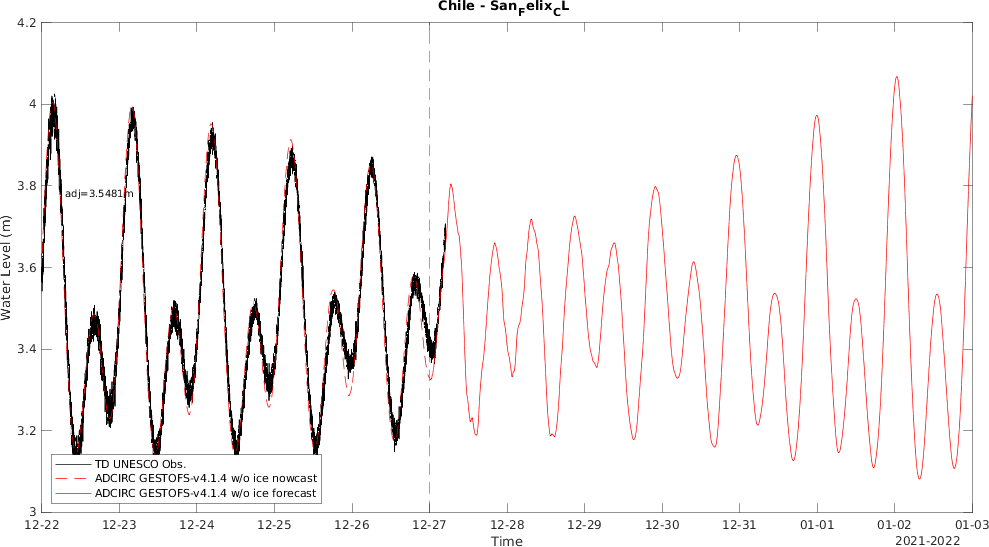 Chile - San_Felix_CL
4.2
4
3.8
3.6
3.4
3.2
3
Water Level (m)
adj=3.5481m
TD UNESCO Obs.
ADCIRC GESTOFS-v4.1.4 w/o ice nowcast
ADCIRC GESTOFS-v4.1.4 w/o ice forecast
12-22 12-23 12-24 12-25 12-26 12-27 12-28 12-29 12-30 12-31 01-01 01-02 01-03
Time
2021-2022